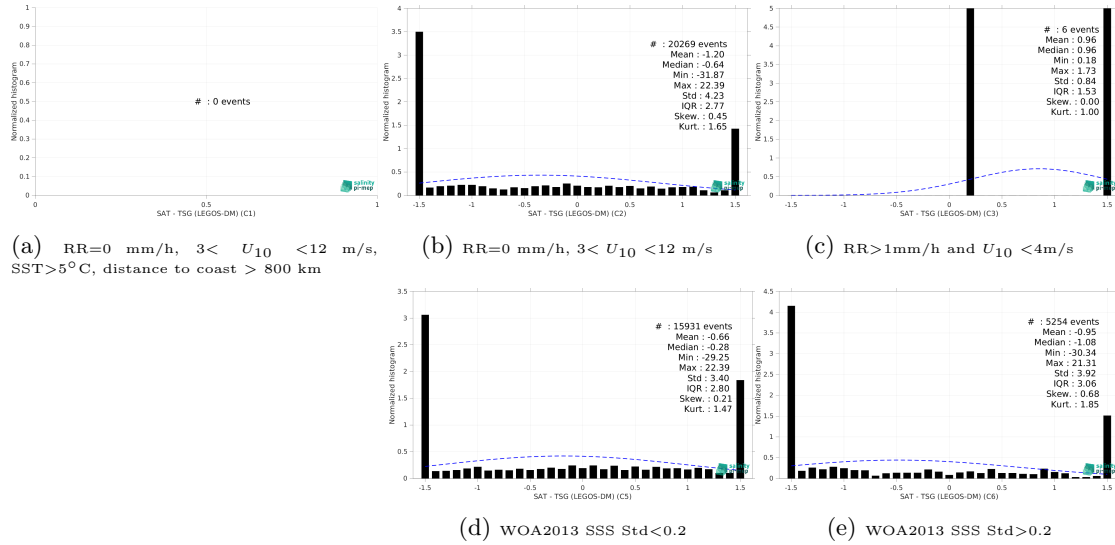 1
0.9
0.8
0.7
0.6
0.5
0.4
0.3
0.2
0.1
0
Normalized histogram
# : 0 events
salinity
pi-mep
0 0.5 1
SAT - TSG (LEGOS-DM) (C1)
(a) RR=0 mm/h, 3< U10 <12 m/s,
SST>5°C, distance to coast > 800 km
4
3.5
3
2.5
2
1.5
1
0.5
0
Normalized histogram
# : 20269 events
Mean : -1.20
Median : -0.64
Min : -31.87
Max : 22.39
Std : 4.23
IQR : 2.77
Skew. : 0.45
Kurt. : 1.65
salinity
pi-mep
-1.5 -1 -0.5 0 0.5 1 1.5
SAT - TSG (LEGOS-DM) (C2)
(b) RR=0 mm/h, 3< U10 <12 m/s
5
4.5
4
3.5
3
2.5
2
1.5
1
0.5
0
Normalized histogram
# : 6 events
Mean : 0.96
Median : 0.96
Min : 0.18
Max : 1.73
Std : 0.84
IQR : 1.53
Skew. : 0.00
Kurt. : 1.00
salinity
pi-mep
-1.5 -1 -0.5 0 0.5 1 1.5
SAT - TSG (LEGOS-DM) (C3)
(c) RR>1mm/h and U10 <4m/s
3.5
3
2.5
2
1.5
1
0.5
0
Normalized histogram
# : 15931 events
Mean : -0.66
Median : -0.28
Min : -29.25
Max : 22.39
Std : 3.40
IQR : 2.80
Skew. : 0.21
Kurt. : 1.47
salinity
pi-mep
-1.5 -1 -0.5 0 0.5 1 1.5
SAT - TSG (LEGOS-DM) (C5)
(d) WOA2013 SSS Std<0.2
4.5
4
3.5
3
2.5
2
1.5
1
0.5
0
Normalized histogram
# : 5254 events
Mean : -0.95
Median : -1.08
Min : -30.34
Max : 21.31
Std : 3.92
IQR : 3.06
Skew. : 0.68
Kurt. : 1.85
salinity
pi-mep
-1.5 -1 -0.5 0 0.5 1 1.5
SAT - TSG (LEGOS-DM) (C6)
(e) WOA2013 SSS Std>0.2